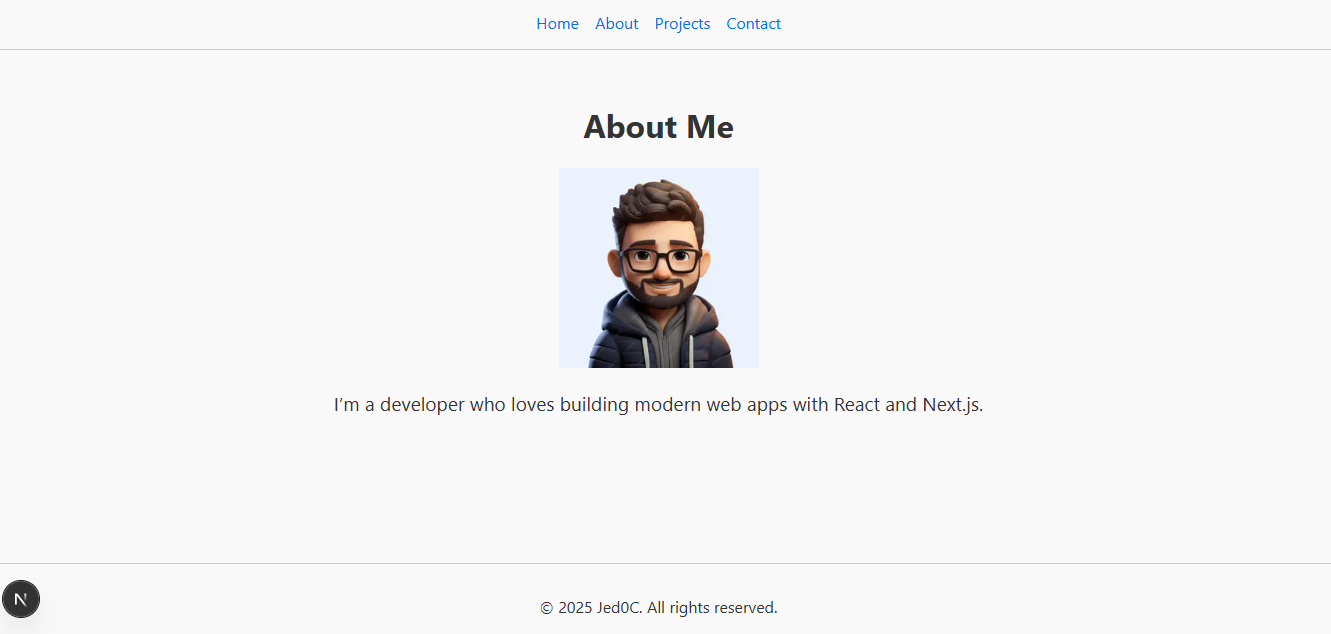 Home About Projects Contact
About Me
I’m a developer who loves building modern web apps with React and Next.js.
N
© 2025 Jed0C. All rights reserved.